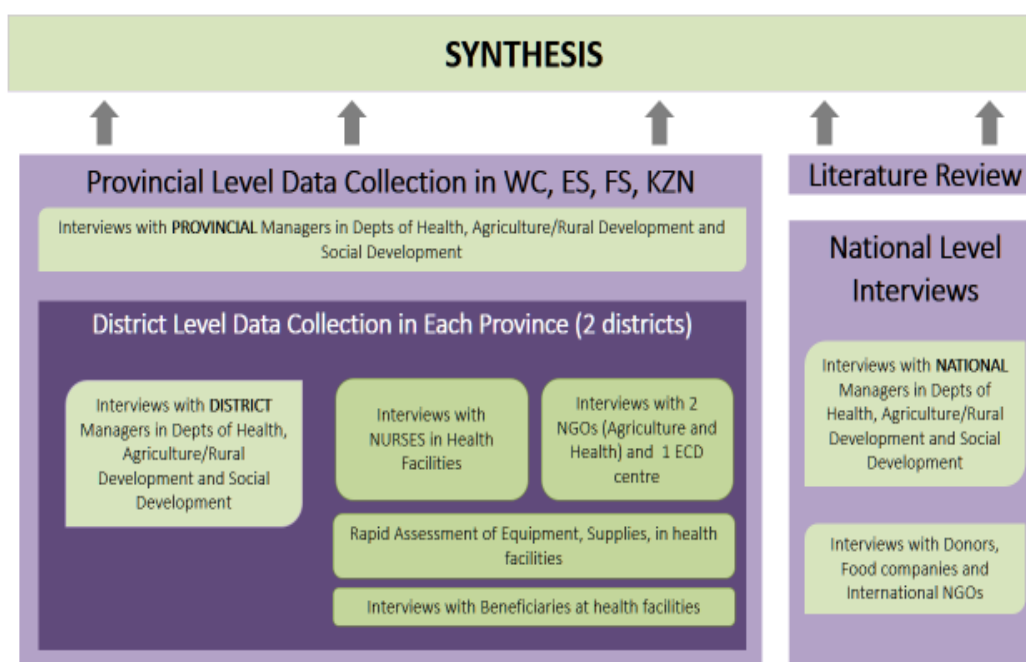 SYNTHESIS
Provincial Level Data Collection in WC, ES, FS, KZN
Interviews with PROVINCIAL Managers in Depts of Health, Agriculture/Rural Development and
Social Development
District Level Data Collection in Each Province (2 districts)
Interviews with DISTRICT
Managers in Depts of Health,
Agriculture/Rural
Development and Social
Development
Interviews with
NURSES in Health
Facilities
Interviews with 2
NGOs (Agriculture and
Health) and 1 ECD
centre
Rapid Assessment of Equipment, Supplies, in health
facilities
Interviews with Beneficiaries at health facilities
Literature Review
National Level
Interviews
Interviews with NATIONAL
Managers in Depts of
Health, Agriculture/Rural
Development and Social
Development
Interviews with Donors,
Food companies and
International NGOs